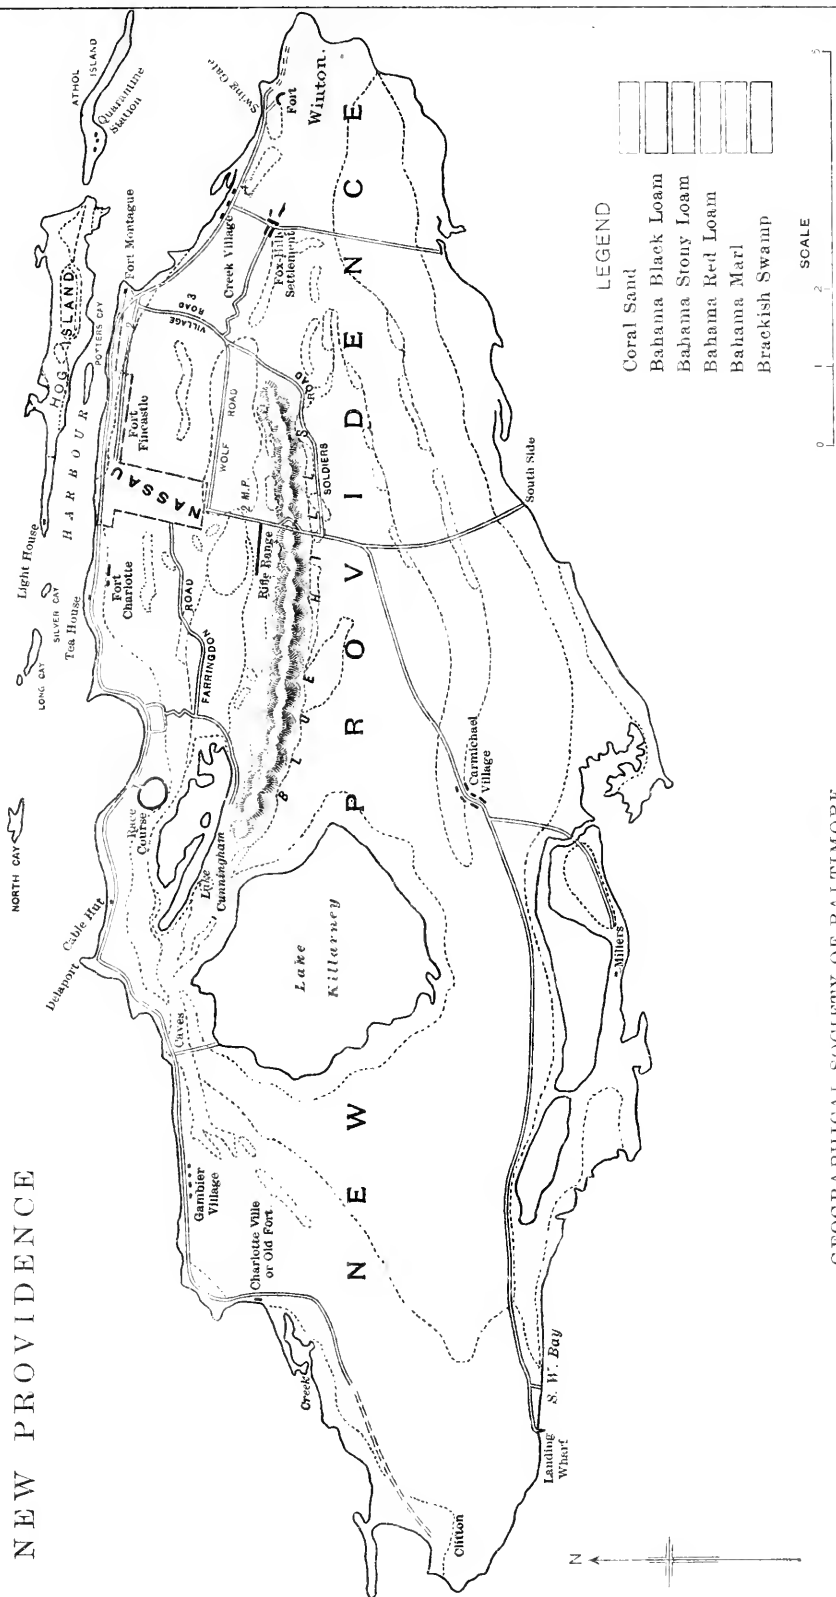 NEW PROVIDENCE
NORTH CAY
LONG CAY
SILVER CAY
Light House
HOG ISLAND
ATHOL
ISLAND
Quarantine
Station
HARBOUR
POTTERS CAY
Tea House
Delaport
Cable Hut
Race
Course
Fort
Charlotte
NASSAU
Fort
Fincastle
Fort Montague
Swing Gate
Fort
Winton.
Creek Village
Fox Hill
Settlement
VILLAGE
ROAD
3
WOLF ROAD
2 M.P.
FARRINGDON ROAD
Rifle Range
SOLDIERS ROAD
BLUE HILLS
Caves
Lake
Cunningham
Lake
Killarney
Gambier
Village
Charlotte Ville
or Old Fort
Creek
NEW PROVIDENCE
Carmichael
Village
South Side
Millers
Clifton
Landing
Wharf
S. W. Bay
N
LEGEND
Coral Sand
Bahama Black Loam
Bahama Stony Loam
Bahama Red Loam
Bahama Marl
Brackish Swamp
SCALE
0 1 2 5
GEOGRAPHICAL SOCIETY OF BALTIMORE